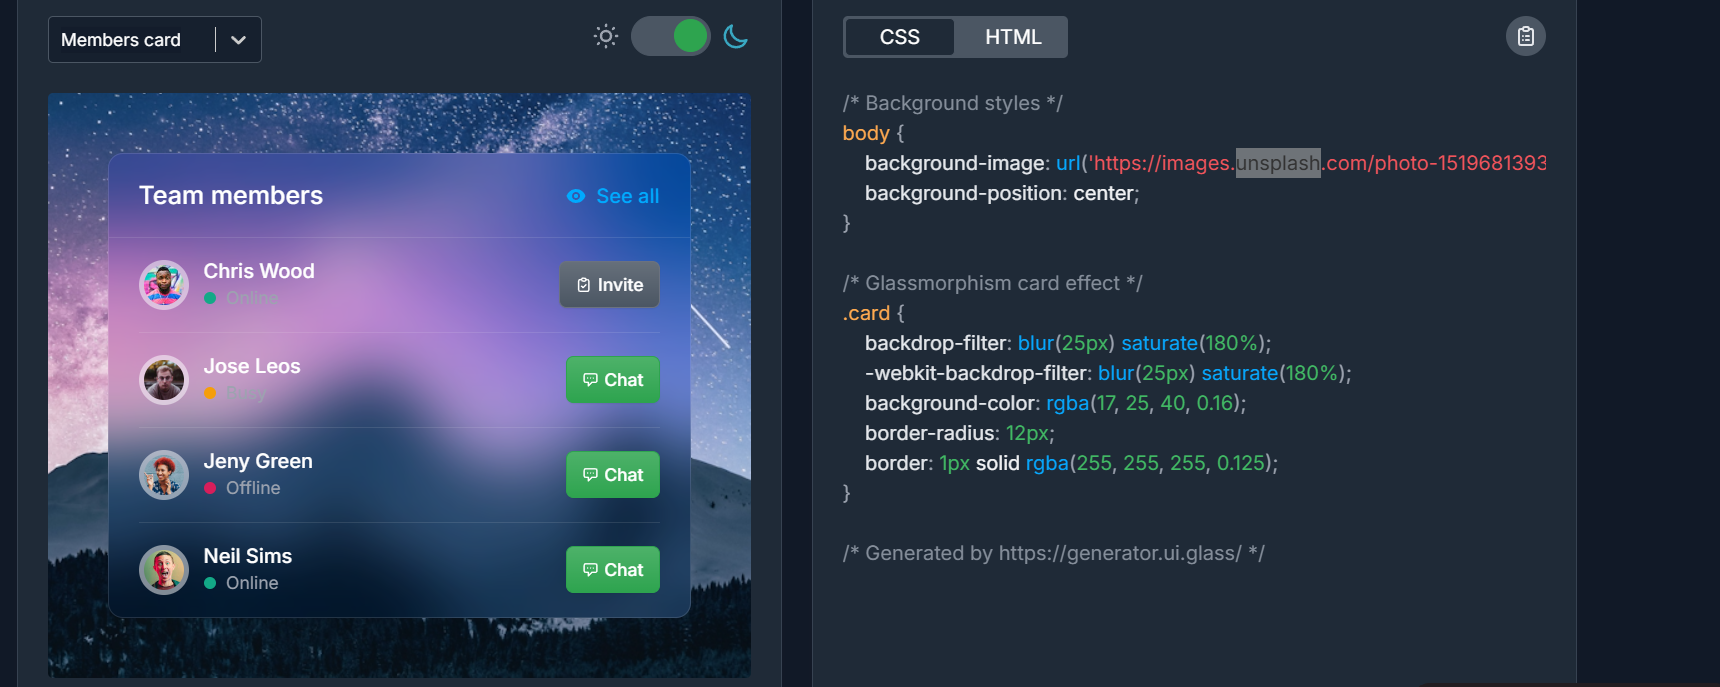 Members card
Team members
See all
Chris Wood
Online
Invite
Jose Leos
Busy
Chat
Jeny Green
Offline
Chat
Neil Sims
Online
Chat
CSS
HTML
/* Background styles */
body {
background-image: url('https://images.unsplash.com/photo-1519681393
background-position: center;
}
/* Glassmorphism card effect */
.card {
backdrop-filter: blur(25px) saturate(180%);
-webkit-backdrop-filter: blur(25px) saturate(180%);
background-color: rgba(17, 25, 40, 0.16);
border-radius: 12px;
border: 1px solid rgba(255, 255, 255, 0.125);
}
/* Generated by https://generator.ui.glass/ */